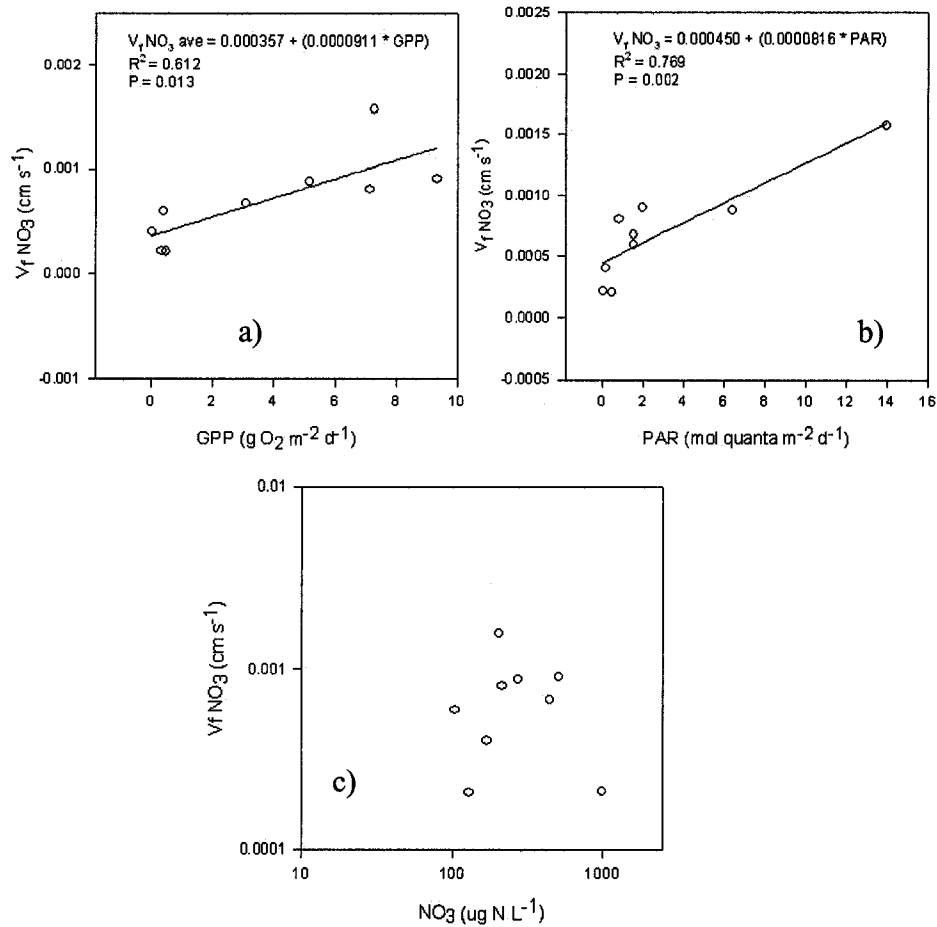 V_f NO_3 ave = 0.000357 + (0.0000911 * GPP)
R^2 = 0.612
P = 0.013
0.002
0.001
0.000
-0.001
V_f NO_3 (cm s^-1)
a)
0 2 4 6 8 10
GPP (g O_2 m^-2 d^-1)
V_f NO_3 = 0.000450 + (0.0000816 * PAR)
R^2 = 0.769
P = 0.002
0.0025
0.0020
0.0015
0.0010
0.0005
0.0000
-0.0005
V_f NO_3 (cm s^-1)
b)
0 2 4 6 8 10 12 14 16
PAR (mol quanta m^-2 d^-1)
0.01
0.001
0.0001
Vf NO_3 (cm s^-1)
c)
10 100 1000
NO_3 (ug N L^-1)